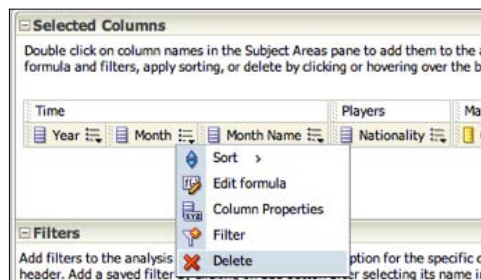 Selected Columns
Double click on column names in the Subject Areas pane to add them to the
formula and filters, apply sorting, or delete by clicking or hovering over the
Time Players
Year Month Month Name Nationality
Sort >
Edit formula
Column Properties
Filter
Delete
Filters
Add filters to the analysis ption for the specific
header. Add a saved filter selecting its name